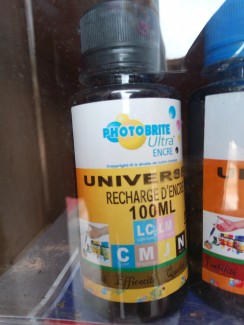 PHOTOBRITE
Ultra
ENCRE
UNIVERS
RECHARGE D'ENCRE
100ML
LC LM
C M J N